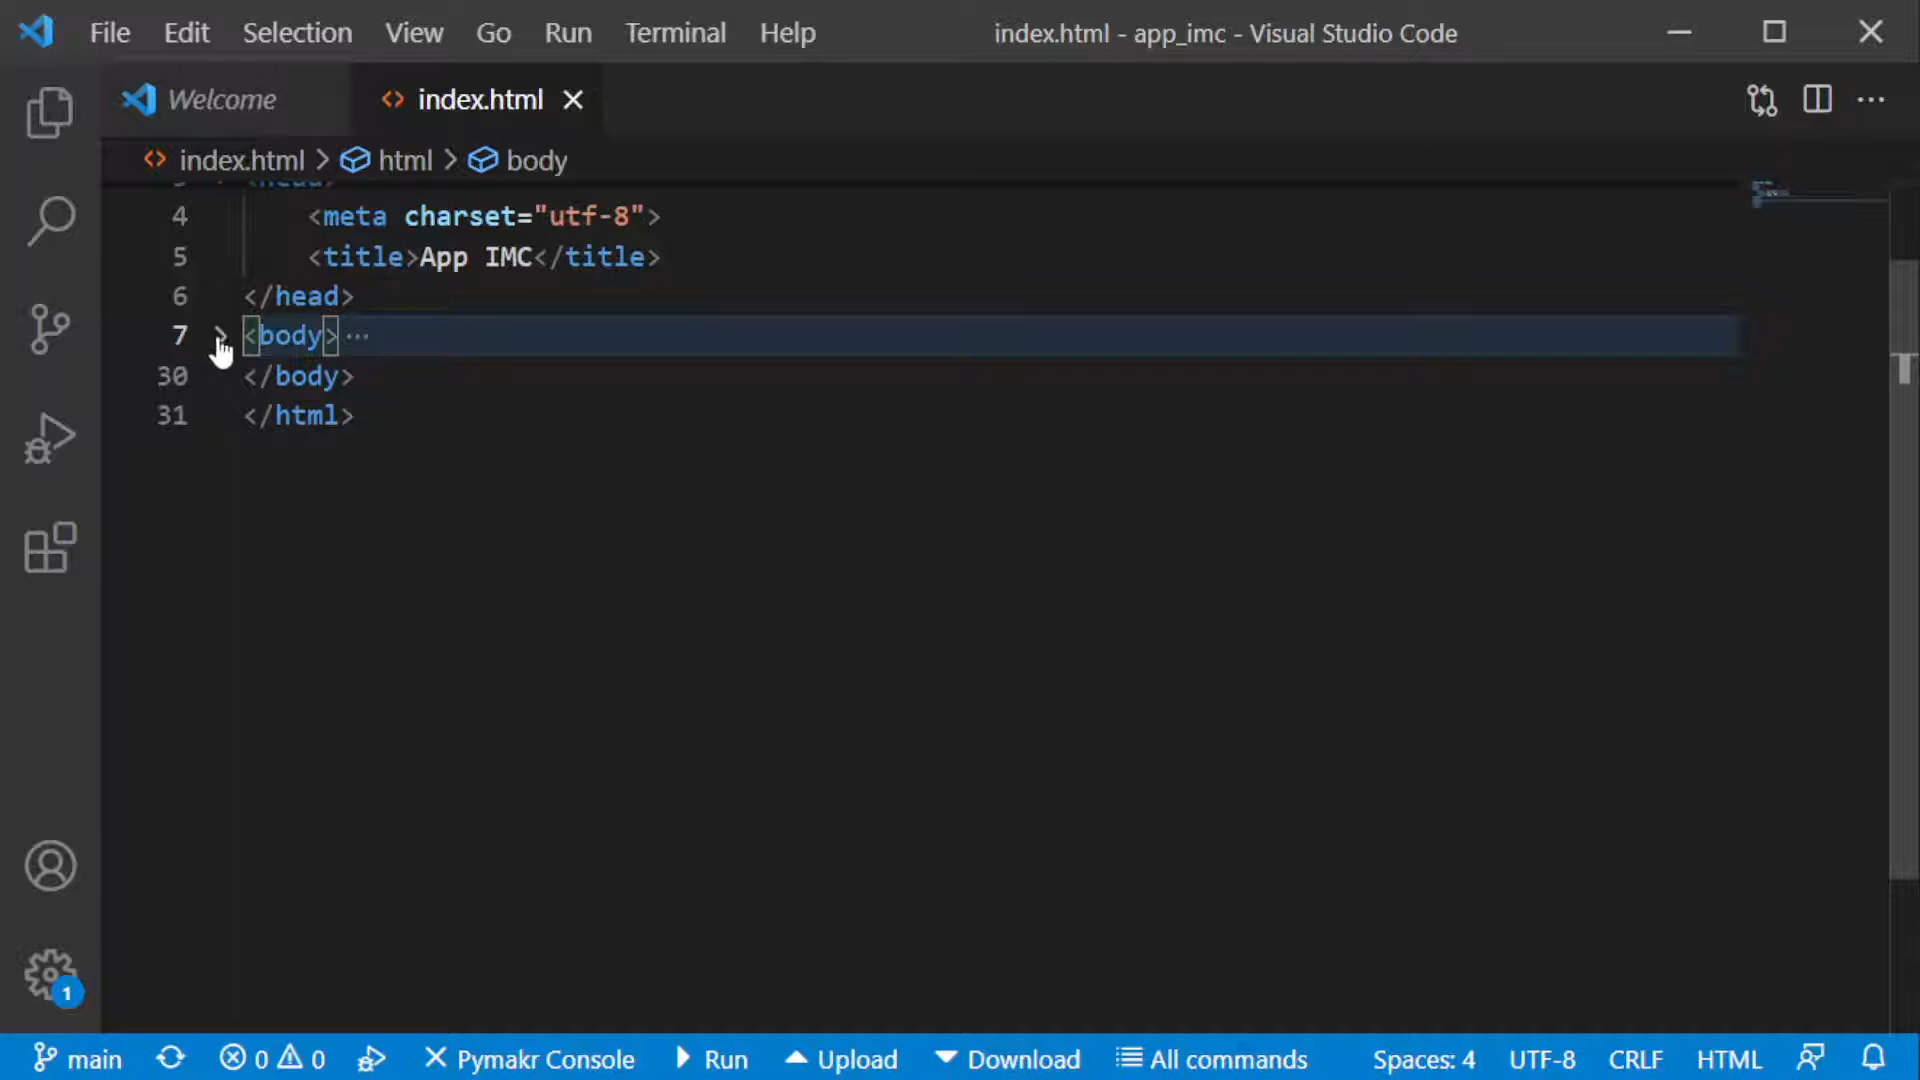 File Edit Selection View Go Run Terminal Help index.html - app_imc - Visual Studio Code
Welcome <> index.html
<> index.html > html > body
3 <head>
4 <meta charset="utf-8">
5 <title>App IMC</title>
6 </head>
7 <body> ···
30 </body>
31 </html>
1
main 0 0 Pymakr Console Run Upload Download All commands Spaces: 4 UTF-8 CRLF HTML